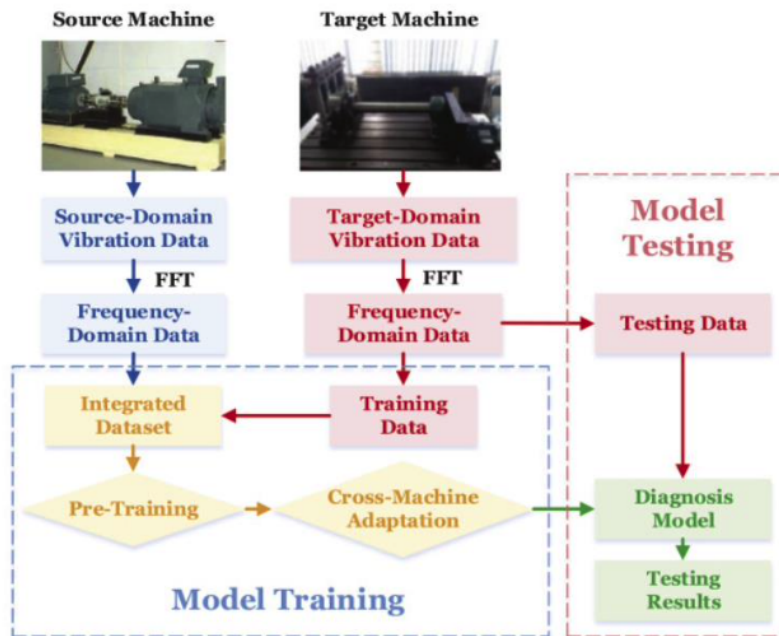 Source Machine
Target Machine
Source-Domain
Vibration Data
Target-Domain
Vibration Data
Model
Testing
FFT
FFT
Frequency-
Domain Data
Frequency-
Domain Data
Testing Data
Integrated
Dataset
Training
Data
Pre-Training
Cross-Machine
Adaptation
Diagnosis
Model
Model Training
Testing
Results